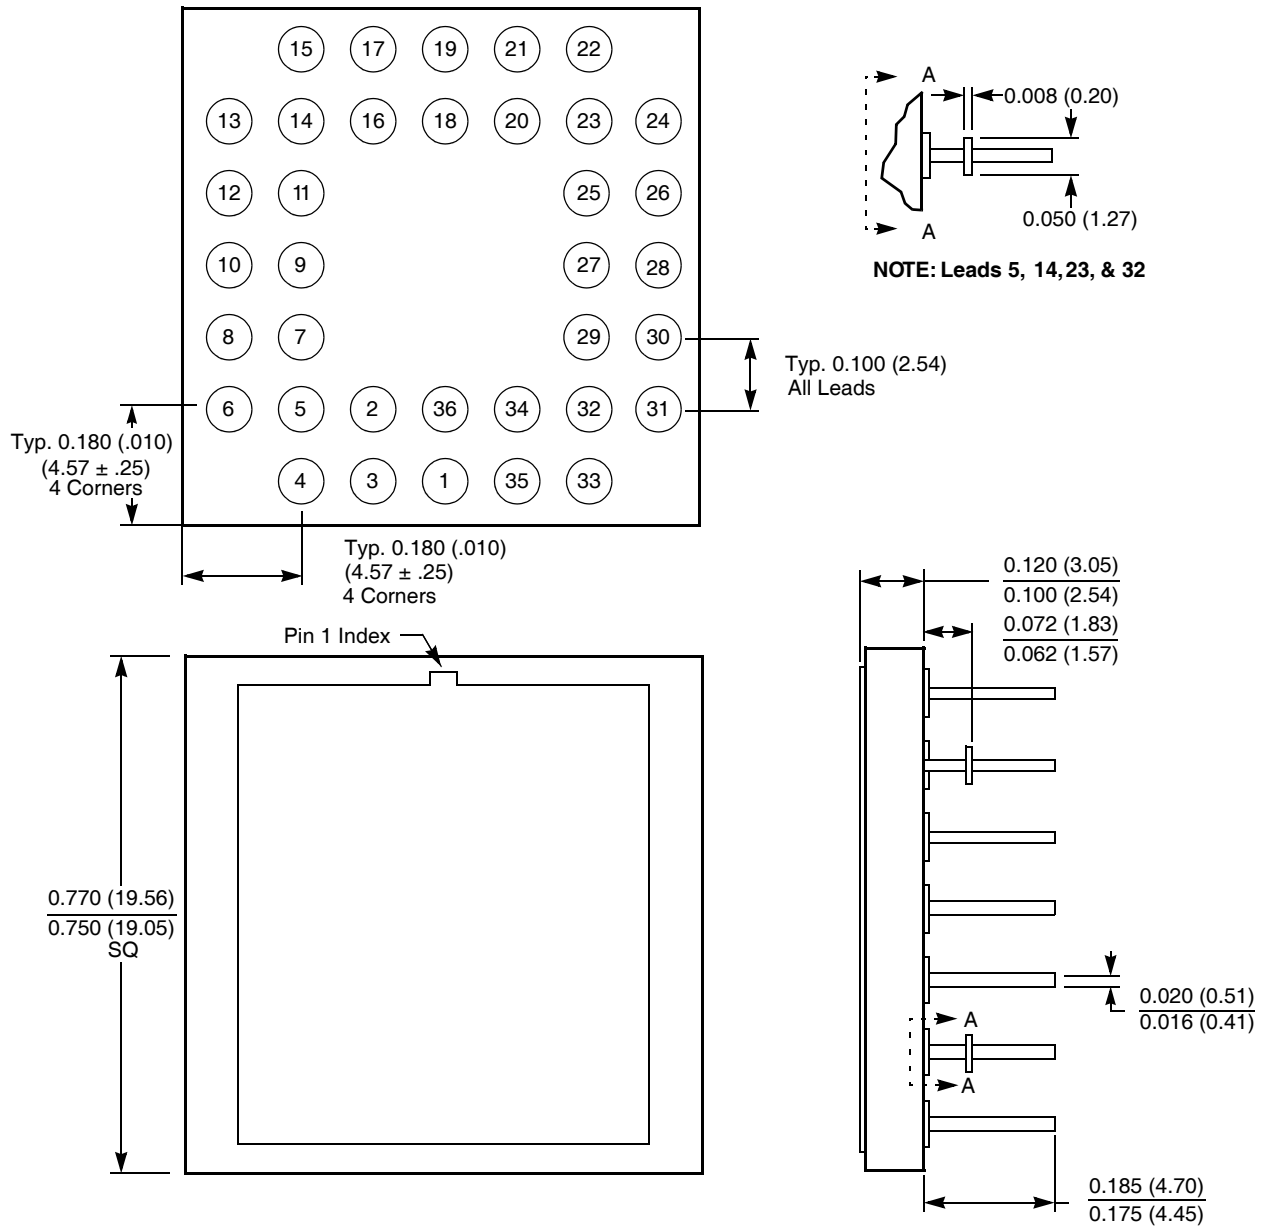 15 17 19 21 22
13 14 16 18 20 23 24
12 11 25 26
10 9 27 28
8 7 29 30
6 5 2 36 34 32 31
4 3 1 35 33
Typ. 0.180 (.010)
(4.57 ± .25)
4 Corners
Typ. 0.180 (.010)
(4.57 ± .25)
4 Corners
Typ. 0.100 (2.54)
All Leads
A
0.008 (0.20)
0.050 (1.27)
A
NOTE: Leads 5, 14, 23, & 32
Pin 1 Index
0.770 (19.56)
0.750 (19.05)
SQ
0.120 (3.05)
0.100 (2.54)
0.072 (1.83)
0.062 (1.57)
0.020 (0.51)
0.016 (0.41)
A
A
0.185 (4.70)
0.175 (4.45)